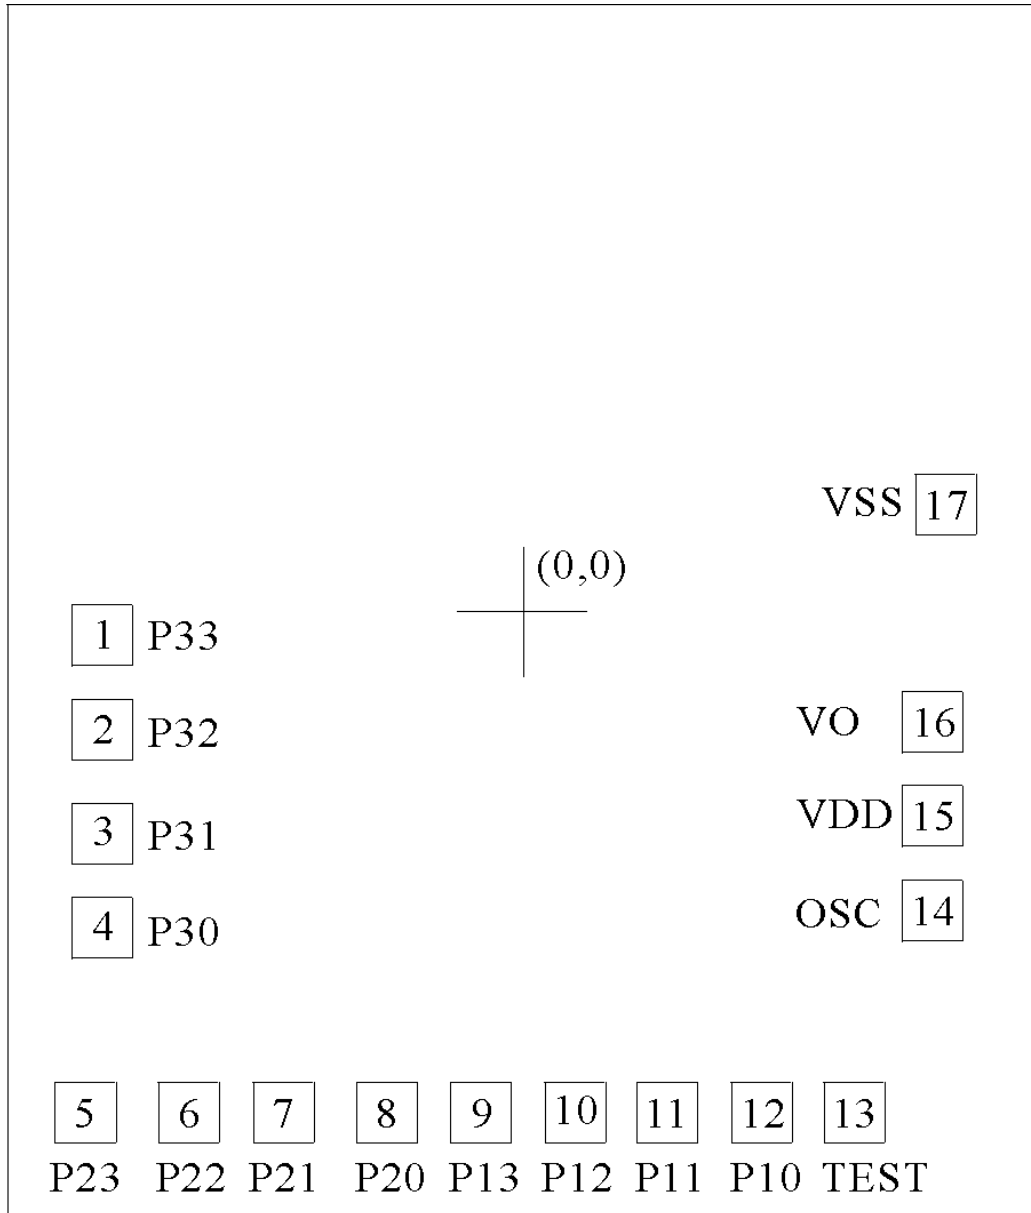 VSS 17
(0,0)
1 P33
2 P32
VO 16
3 P31
VDD 15
4 P30
OSC 14
5 6 7 8 9 10 11 12 13
P23 P22 P21 P20 P13 P12 P11 P10 TEST